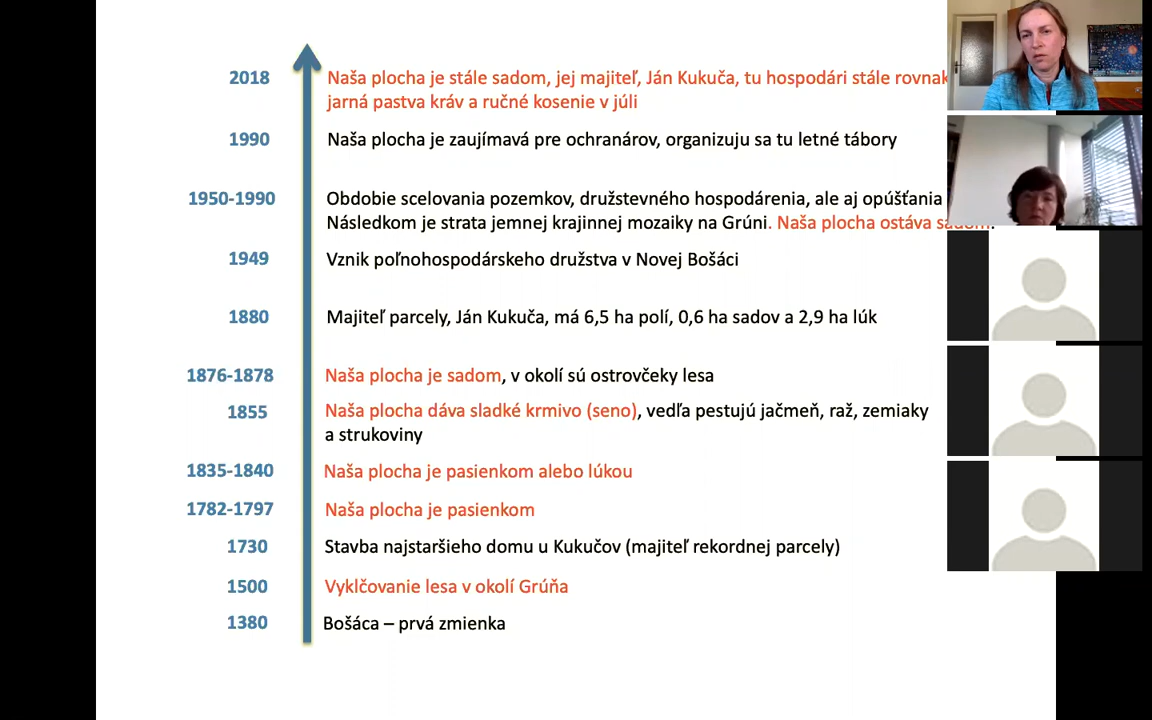 2018 Naša plocha je stále sadom, jej majiteľ, Ján Kukuča, tu hospodári stále
jarná pastva kráv a ručné kosenie v júli
1990 Naša plocha je zaujímavá pre ochranárov, organizuju sa tu letné tábory
1950-1990 Obdobie scelovania pozemkov, družstevného hospodárenia, ale aj opúšťania
Následkom je strata jemnej krajinnej mozaiky na Grúni. Naša plocha ostáva sadom.
1949 Vznik poľnohospodárskeho družstva v Novej Bošáci
1880 Majiteľ parcely, Ján Kukuča, má 6,5 ha polí, 0,6 ha sadov a 2,9 ha lúk
1876-1878 Naša plocha je sadom, v okolí sú ostrovčeky lesa
1855 Naša plocha dáva sladké krmivo (seno), vedľa pestujú jačmeň, raž, zemiaky
a strukoviny
1835-1840 Naša plocha je pasienkom alebo lúkou
1782-1797 Naša plocha je pasienkom
1730 Stavba najstaršieho domu u Kukučov (majiteľ rekordnej parcely)
1500 Vyklčovanie lesa v okolí Grúňa
1380 Bošáca – prvá zmienka